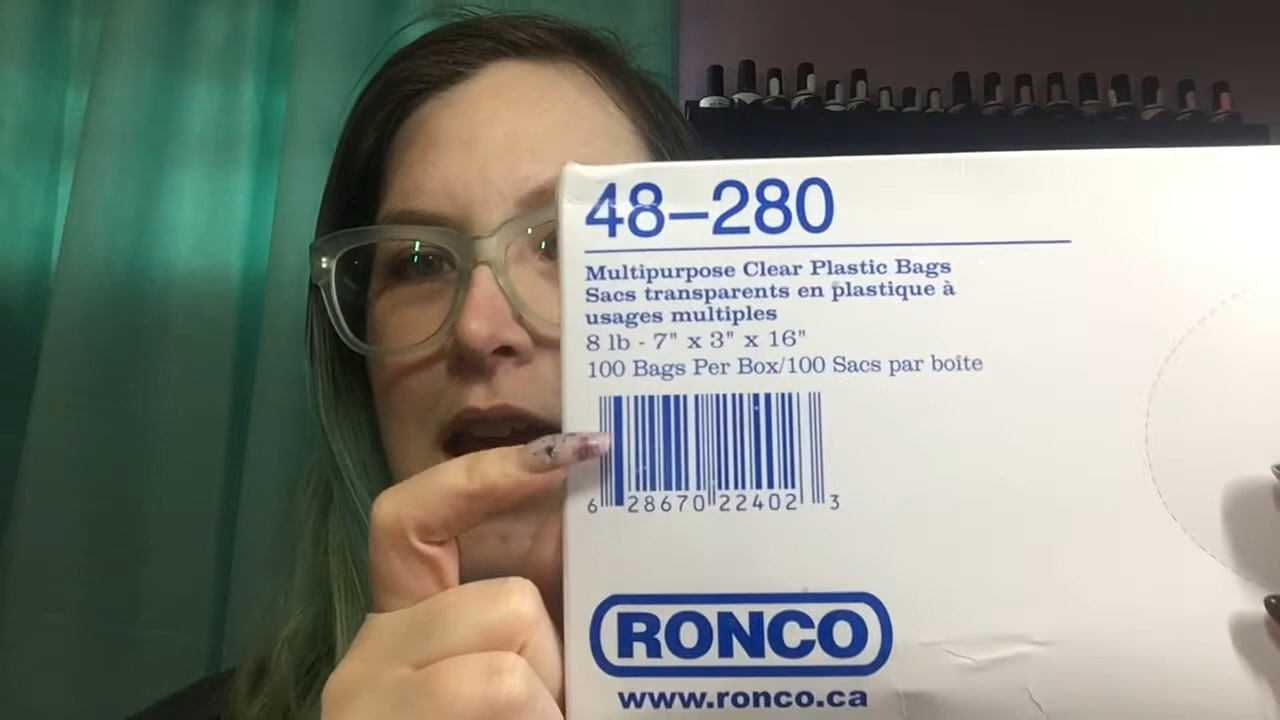 48-280
Multipurpose Clear Plastic Bags
Sacs transparents en plastique à
usages multiples
8 lb - 7" x 3" x 16"
100 Bags Per Box/100 Sacs par boîte
6 28670 22402 3
RONCO
www.ronco.ca